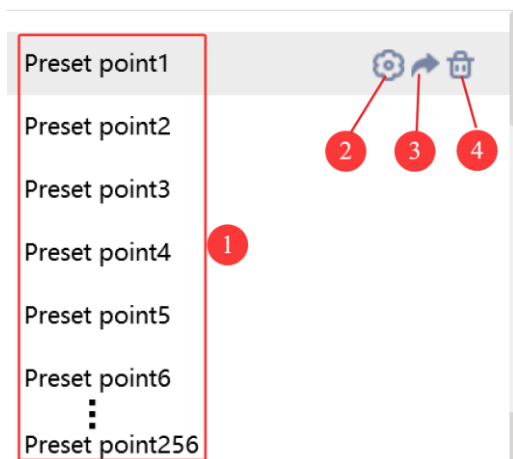 Preset point1
2
3
4
Preset point2
Preset point3
Preset point4
1
Preset point5
Preset point6
Preset point256